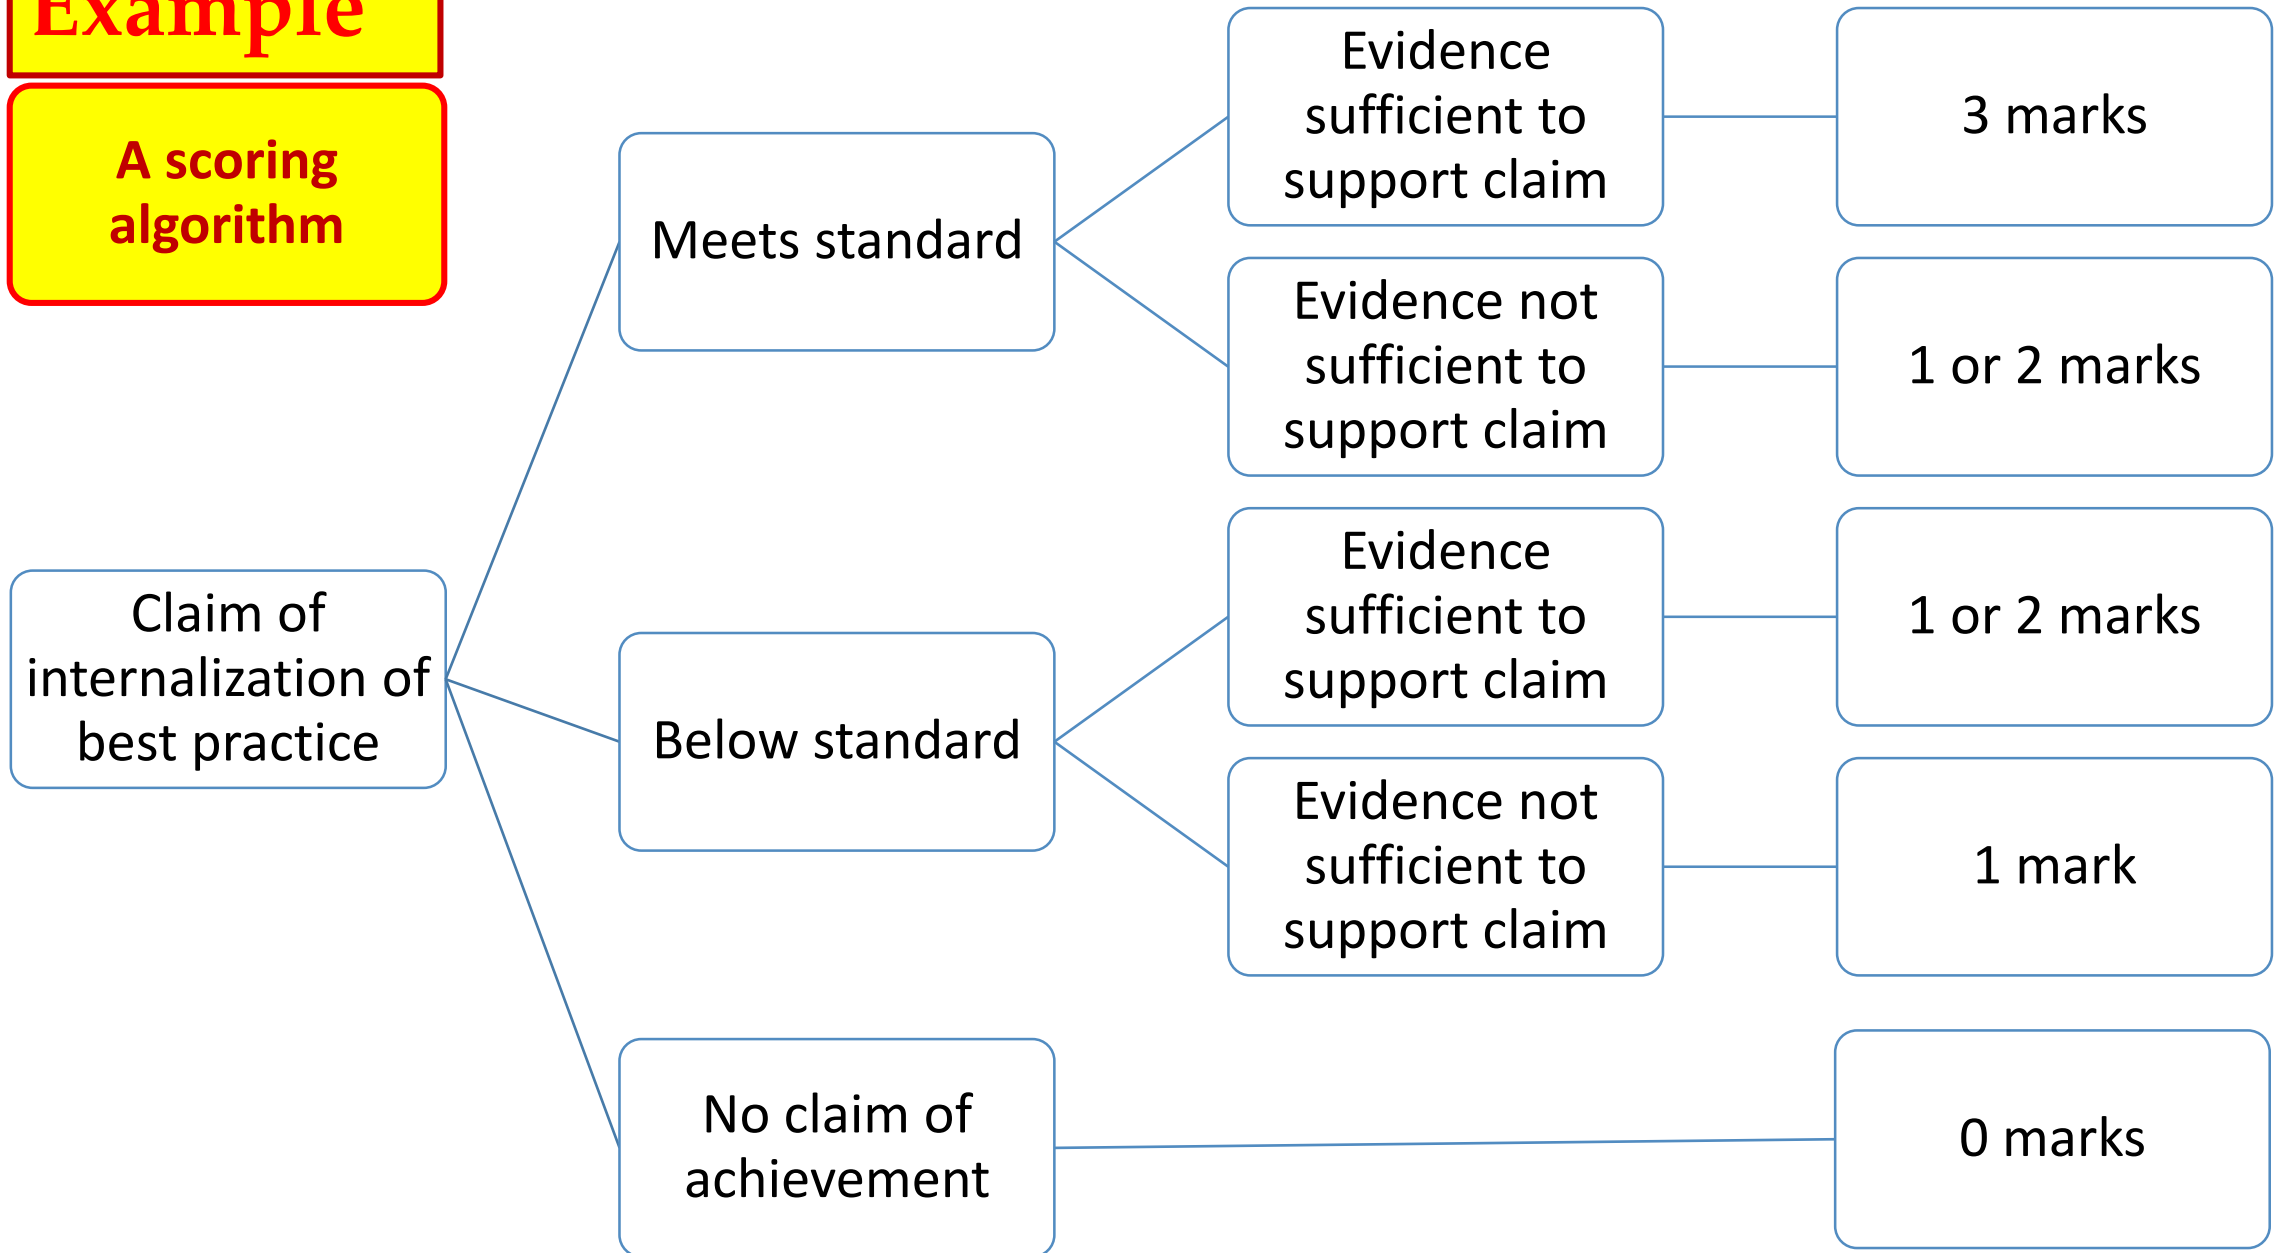 Example
A scoring
algorithm
Claim of
internalization of
best practice
Meets standard
Evidence
sufficient to
support claim
3 marks
Evidence not
sufficient to
support claim
1 or 2 marks
Below standard
Evidence
sufficient to
support claim
1 or 2 marks
Evidence not
sufficient to
support claim
1 mark
No claim of
achievement
0 marks